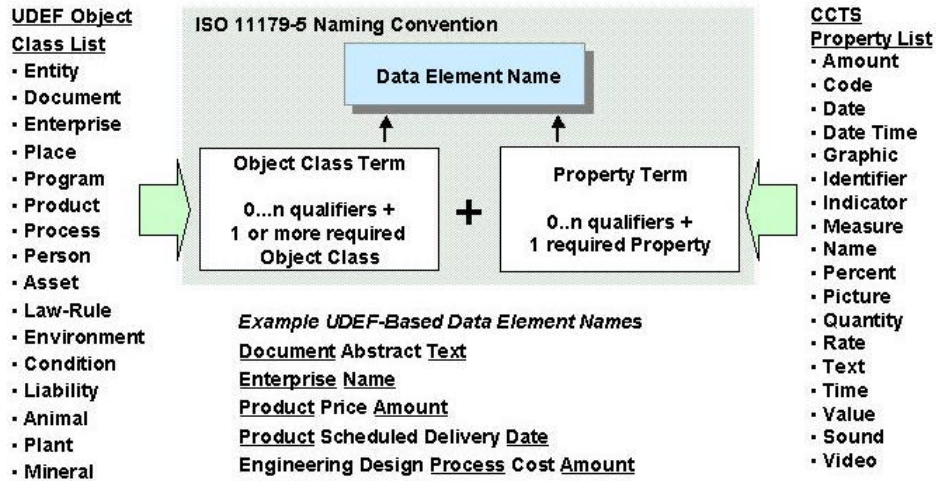 UDEF Object
Class List
· Entity
· Document
· Enterprise
· Place
· Program
· Product
· Process
· Person
· Asset
· Law-Rule
· Environment
· Condition
· Liability
· Animal
· Plant
· Mineral
ISO 11179-5 Naming Convention
Data Element Name
Object Class Term
0...n qualifiers +
1 or more required
Object Class
+
Property Term
0..n qualifiers +
1 required Property
Example UDEF-Based Data Element Names
Document Abstract Text
Enterprise Name
Product Price Amount
Product Scheduled Delivery Date
Engineering Design Process Cost Amount
CCTS
Property List
· Amount
· Code
· Date
· Date Time
· Graphic
· Identifier
· Indicator
· Measure
· Name
· Percent
· Picture
· Quantity
· Rate
· Text
· Time
· Value
· Sound
· Video